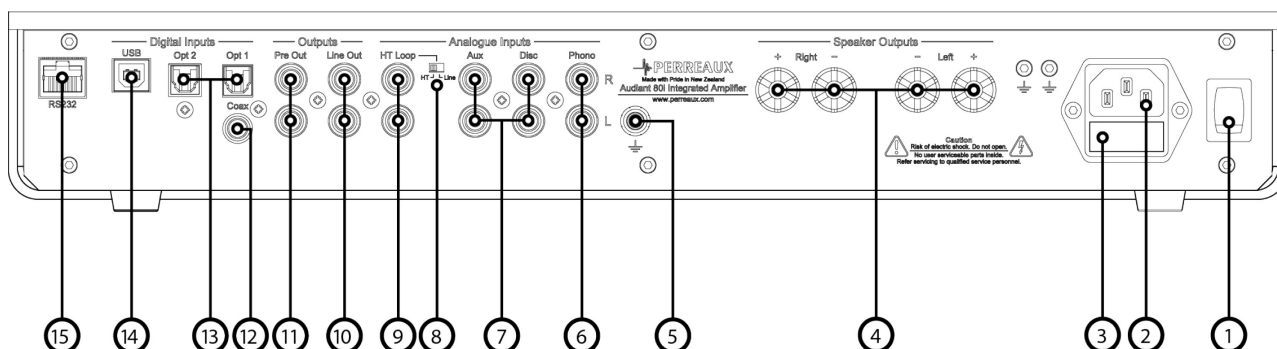 Digital Inputs
Outputs
Analogue Inputs
Speaker Outputs
USB
Opt 2
Opt 1
Pre Out
Line Out
HT Loop
Aux
Disc
Phono
+ Right -
- Left +
HT Line
R
PERREAUX
Made with Pride in New Zealand
Audiant 80i Integrated Amplifier
www.perreaux.com
RS232
Coax
L
Caution
Risk of electric shock. Do not open.
No user serviceable parts inside.
Refer servicing to qualified service personnel.
15 14 13 12 11 10 9 8 7 6 5 4 3 2 1